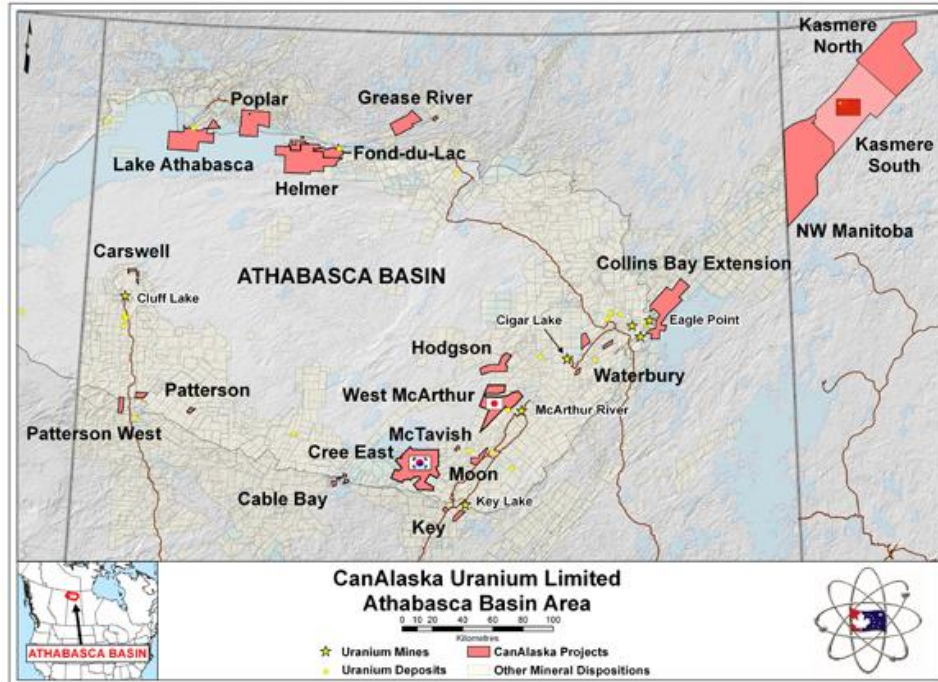 Kasmere
North
Poplar
Grease River
Fond-du-Lac
Lake Athabasca
Helmer
Kasmere
South
NW Manitoba
Carswell
Cluff Lake
ATHABASCA BASIN
Collins Bay Extension
Eagle Point
Cigar Lake
Hodgson
Waterbury
West McArthur
McArthur River
Patterson
Patterson West
McTavish
Cree East
Moon
Cable Bay
Key Lake
Key
CanAlaska Uranium Limited
Athabasca Basin Area
0 10 20 40 60 80 100
Kilometres
Uranium Mines
CanAlaska Projects
Uranium Deposits
Other Mineral Dispositions
ATHABASCA BASIN